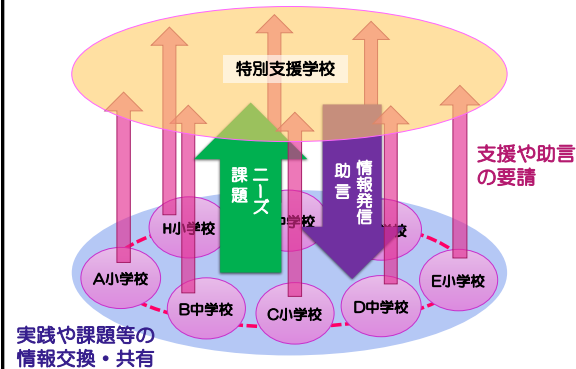 特別支援学校
ニーズ
課題
情報発信
助言
支援や助言
の要請
H小学校
A小学校
B中学校
C小学校
D中学校
E小学校
実践や課題等の
情報交換・共有